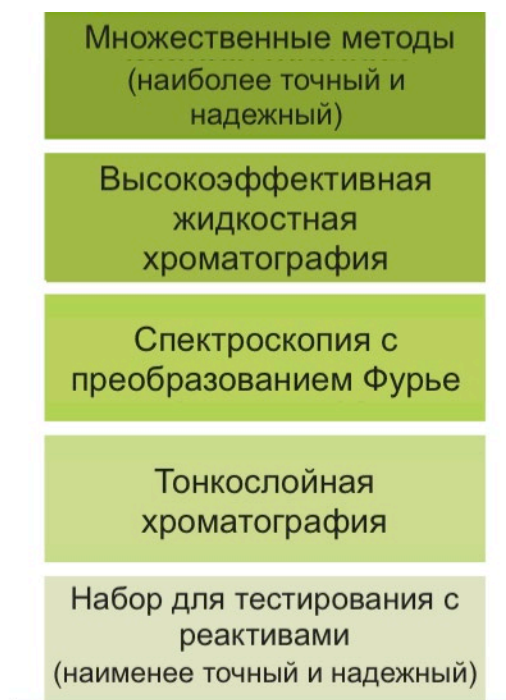 Множественные методы
(наиболее точный и
надежный)
Высокоэффективная
жидкостная
хроматография
Спектроскопия с
преобразованием Фурье
Тонкослойная
хроматография
Набор для тестирования с
реактивами
(наименее точный и надежный)